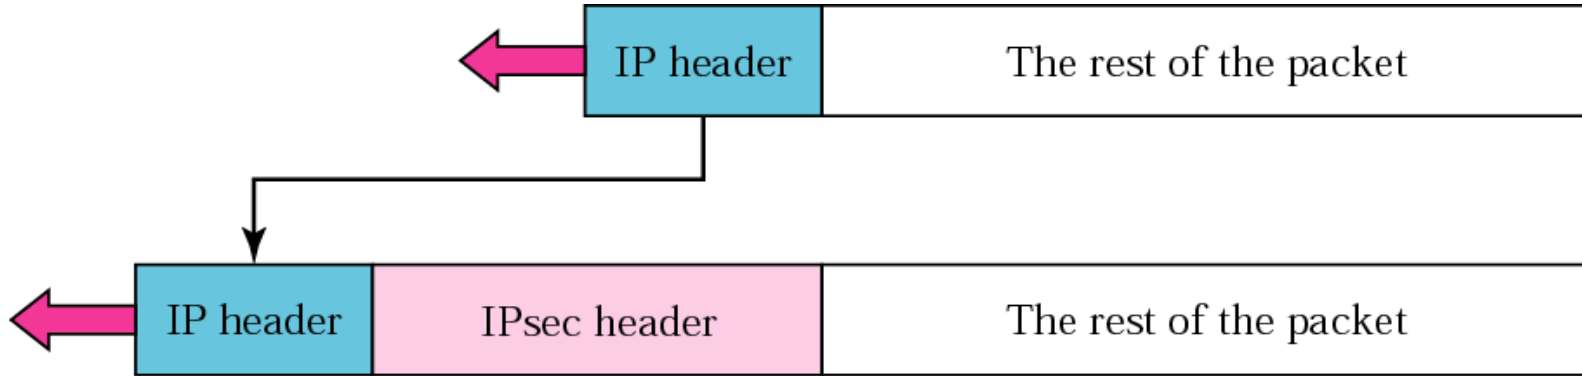 IP header
The rest of the packet
IP header
IPsec header
The rest of the packet